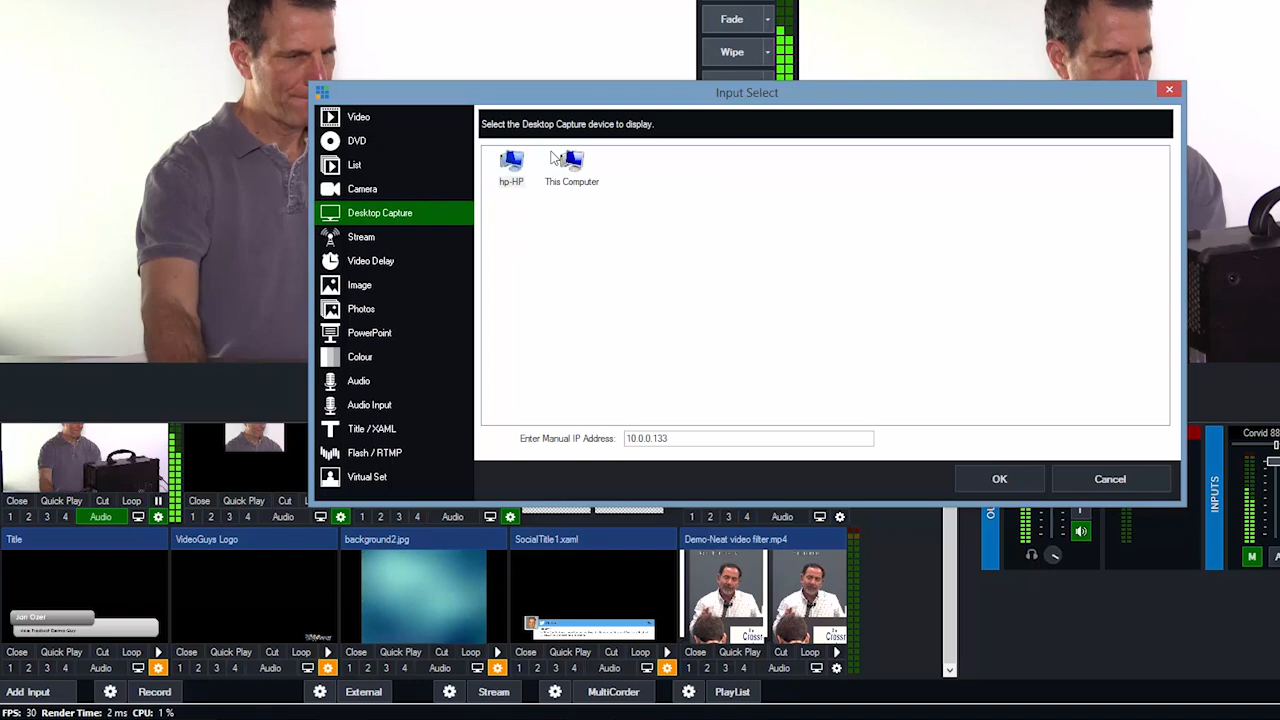 Fade
Wipe
Input Select
Video
DVD
List
Camera
Desktop Capture
Stream
Video Delay
Image
Photos
PowerPoint
Colour
Audio
Audio Input
Title / XAML
Flash / RTMP
Virtual Set
Select the Desktop Capture device to display.
hp-HP
This Computer
Enter Manual IP Address: 10.0.0.133
OK Cancel
Corvid 88
INPUTS
Close Quick Play Cut Loop Close Quick Play Cut
1 2 3 4 Audio 1 2 3 4 Audio 1 2 3 4 Audio 1 2 3 4 Audio
M
Title VideoGuys Logo background2.jpg SocialTitle1.xaml Demo-Neat video filter.mp4
Jan Ozer
The
Crossr
The
Crossr
Close Quick Play Cut Loop Close Quick Play Cut Loop Close Quick Play Cut Loop Close Quick Play Cut Loop Close Quick Play Cut Loop
1 2 3 4 Audio 1 2 3 4 Audio 1 2 3 4 Audio 1 2 3 4 Audio 1 2 3 4 Audio
Add Input Record External Stream MultiCorder PlayList
FPS: 30 Render Time: 2 ms CPU: 1 %